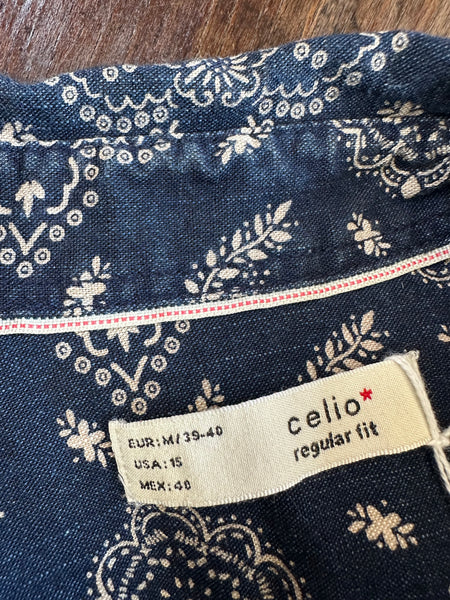 EUR: M/39-40
USA: 15
MEX: 40
celio*
regular fit